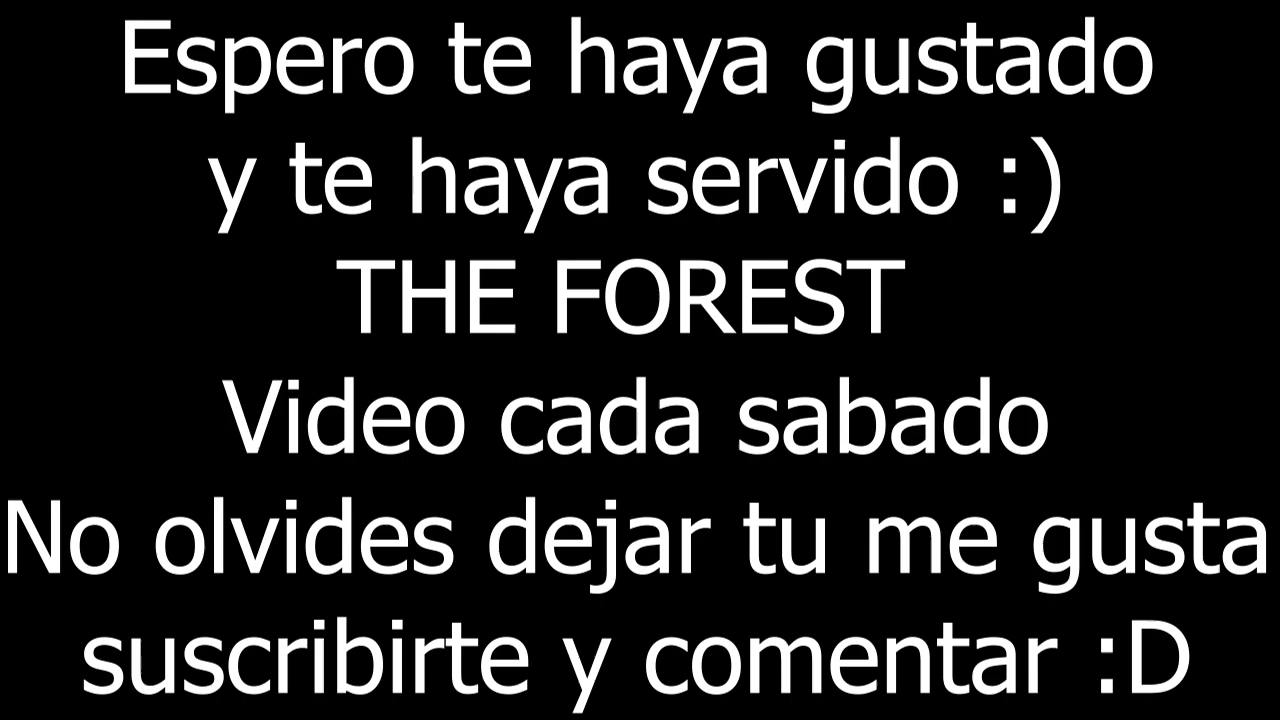 Espero te haya gustado
y te haya servido :)
THE FOREST
Video cada sabado
No olvides dejar tu me gusta
suscribirte y comentar :D